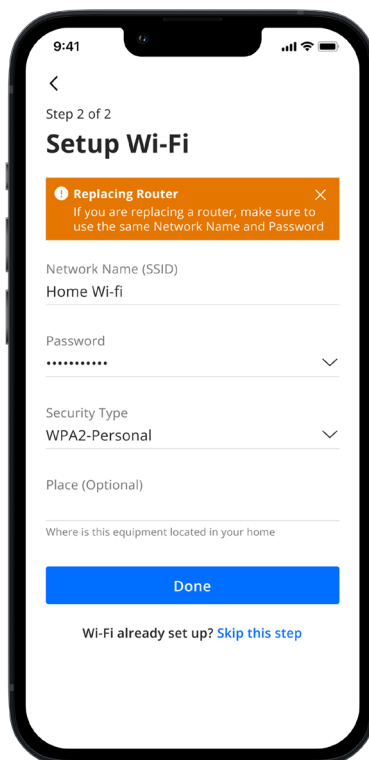 9:41
Step 2 of 2
Setup Wi-Fi
Replacing Router
If you are replacing a router, make sure to
use the same Network Name and Password
Network Name (SSID)
Home Wi-fi
Password
•••••••••••
Security Type
WPA2-Personal
Place (Optional)
Where is this equipment located in your home
Done
Wi-Fi already set up? Skip this step